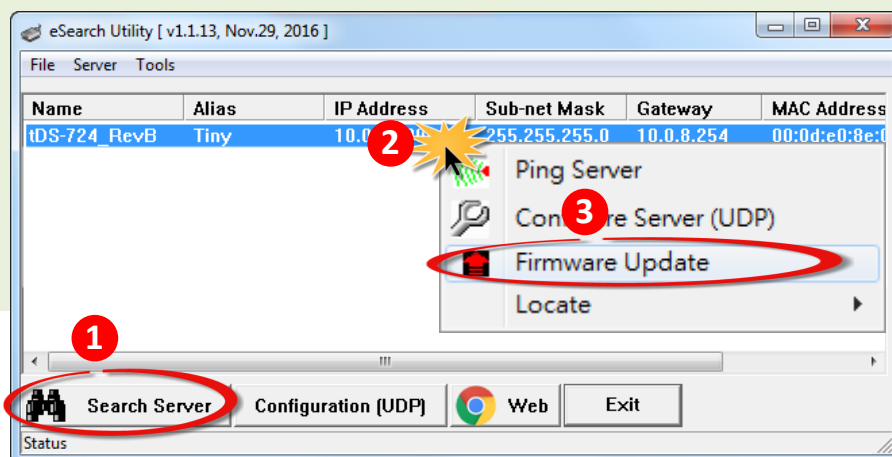 eSearch Utility [ v1.1.13, Nov.29, 2016 ]
File Server Tools
Name Alias IP Address Sub-net Mask Gateway MAC Address
tDS-724_RevB Tiny 255.255.255.0 10.0.8.254
2
Ping Server
3
Server (UDP)
Firmware Update
Locate
1
Search Server Configuration (UDP) Web Exit
Status